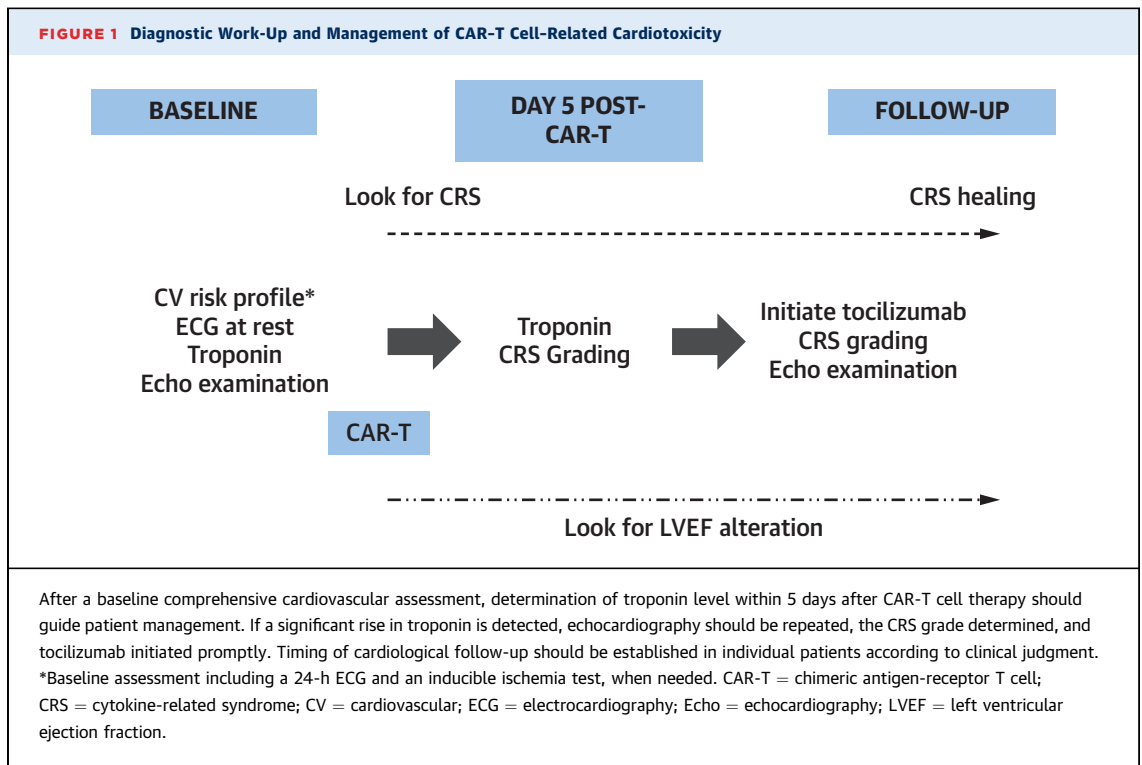 FIGURE 1 Diagnostic Work-Up and Management of CAR-T Cell-Related Cardiotoxicity
BASELINE
DAY 5 POST-
CAR-T
FOLLOW-UP
Look for CRS
CRS healing
CV risk profile*
ECG at rest
Troponin
Echo examination
Troponin
CRS Grading
Initiate tocilizumab
CRS grading
Echo examination
CAR-T
Look for LVEF alteration
After a baseline comprehensive cardiovascular assessment, determination of troponin level within 5 days after CAR-T cell therapy should
guide patient management. If a significant rise in troponin is detected, echocardiography should be repeated, the CRS grade determined, and
tocilizumab initiated promptly. Timing of cardiological follow-up should be established in individual patients according to clinical judgment.
*Baseline assessment including a 24-h ECG and an inducible ischemia test, when needed. CAR-T = chimeric antigen-receptor T cell;
CRS = cytokine-related syndrome; CV = cardiovascular; ECG = electrocardiography; Echo = echocardiography; LVEF = left ventricular
ejection fraction.